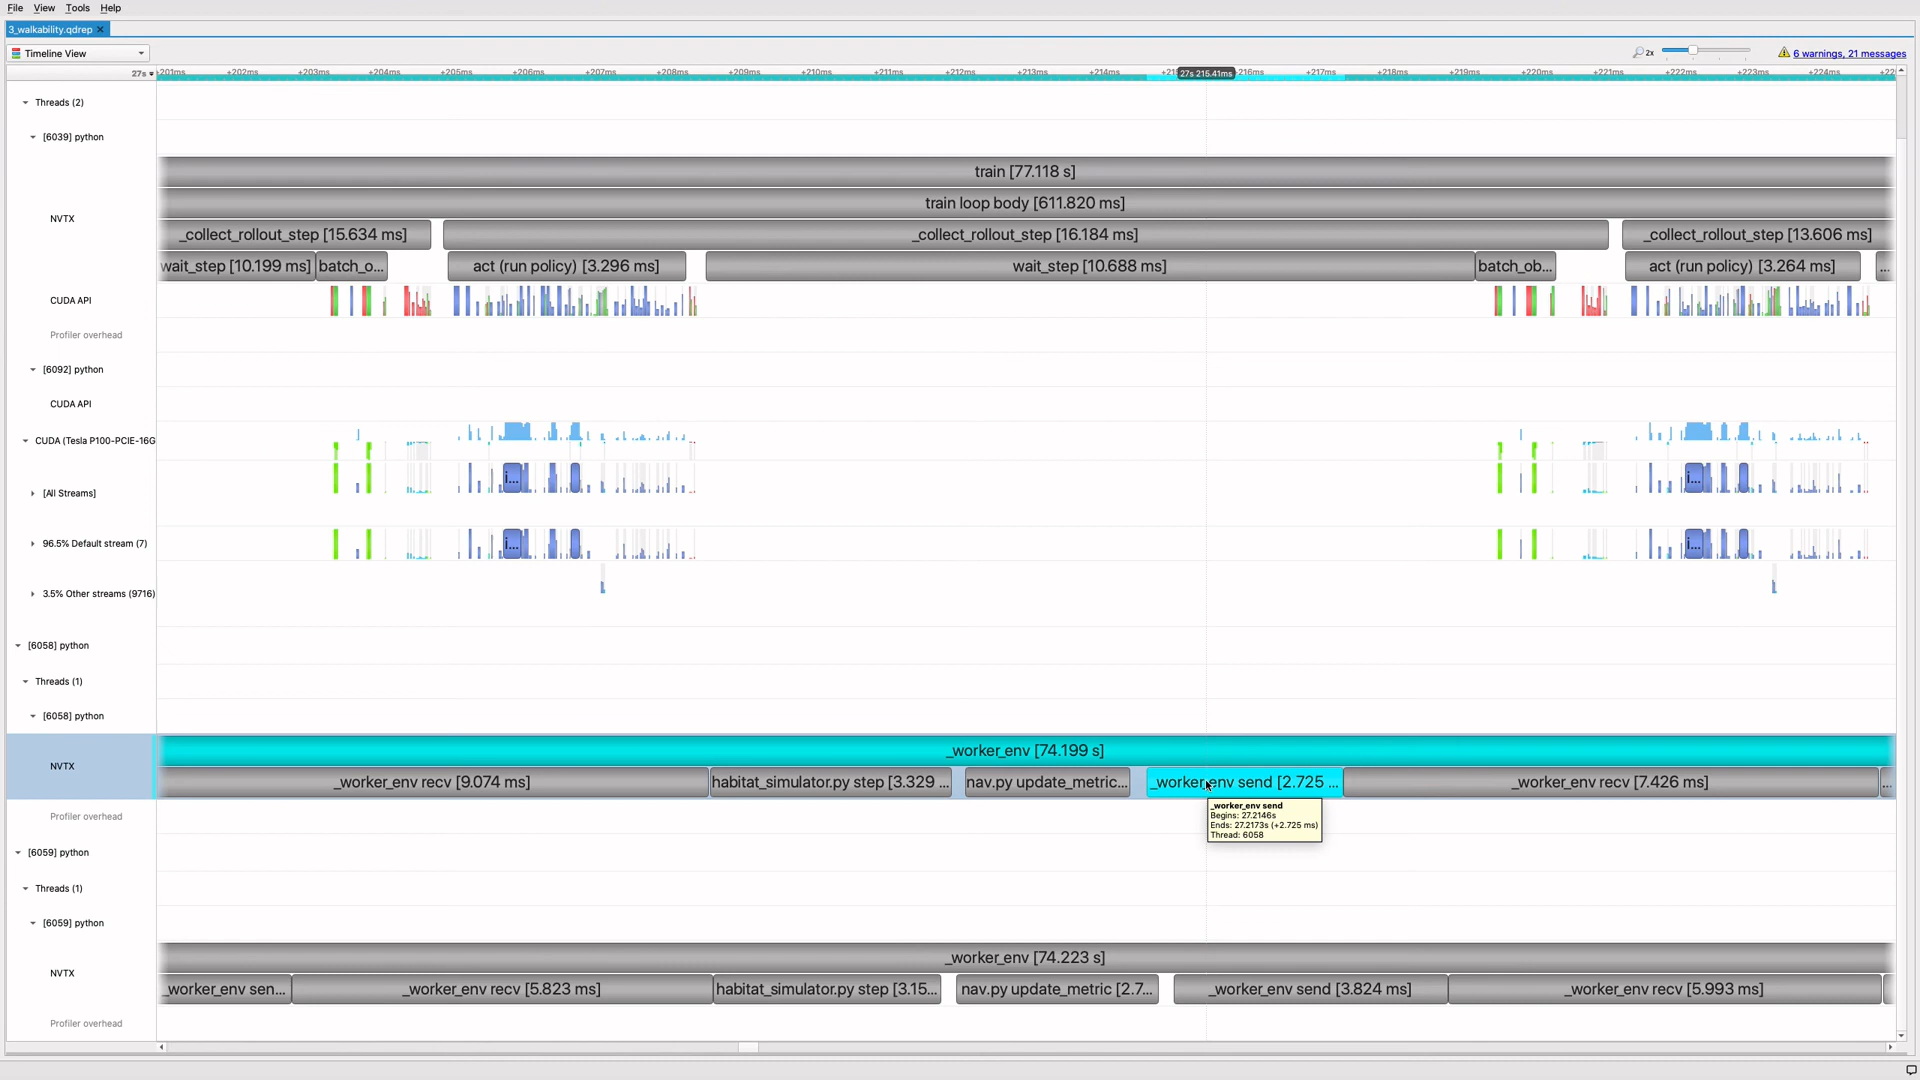 File View Tools Help
3_walkability.qdrep ×
Timeline View
2x
6 warnings, 21 messages
27s +201ms +202ms +203ms +204ms +205ms +206ms +207ms +208ms +209ms +210ms +211ms +212ms +213ms +214ms 27s 215.41ms +216ms +217ms +218ms +219ms +220ms +221ms +222ms +223ms +224ms
Threads (2)
[6039] python
train [77.118 s]
train loop body [611.820 ms]
NVTX
_collect_rollout_step [15.634 ms] _collect_rollout_step [16.184 ms] _collect_rollout_step [13.606 ms]
wait_step [10.199 ms] batch_o... act (run policy) [3.296 ms] wait_step [10.688 ms] batch_ob... act (run policy) [3.264 ms] ...
CUDA API
Profiler overhead
[6092] python
CUDA API
CUDA (Tesla P100-PCIE-16G
[All Streams] i... i...
96.5% Default stream (7) i... i...
3.5% Other streams (9716)
[6058] python
Threads (1)
[6058] python
_worker_env [74.199 s]
NVTX
_worker_env recv [9.074 ms] habitat_simulator.py step [3.329 ... nav.py update_metric... _worker_env send [2.725 ... _worker_env recv [7.426 ms] ...
_worker_env send
Begins: 27.2146s
Ends: 27.2173s (+2.725 ms)
Thread: 6058
Profiler overhead
[6059] python
Threads (1)
[6059] python
_worker_env [74.223 s]
NVTX
_worker_env sen... _worker_env recv [5.823 ms] habitat_simulator.py step [3.15... nav.py update_metric [2.7... _worker_env send [3.824 ms] _worker_env recv [5.993 ms]
Profiler overhead